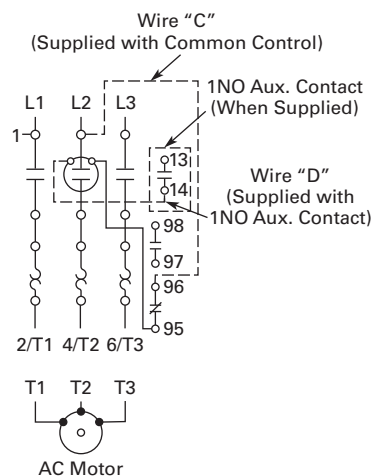 Wire “C”
(Supplied with Common Control)
1NO Aux. Contact
(When Supplied)
L1 L2 L3
1
13
14
Wire “D”
(Supplied with
1NO Aux. Contact)
98
97
96
95
2/T1 4/T2 6/T3
T1 T2 T3
AC Motor